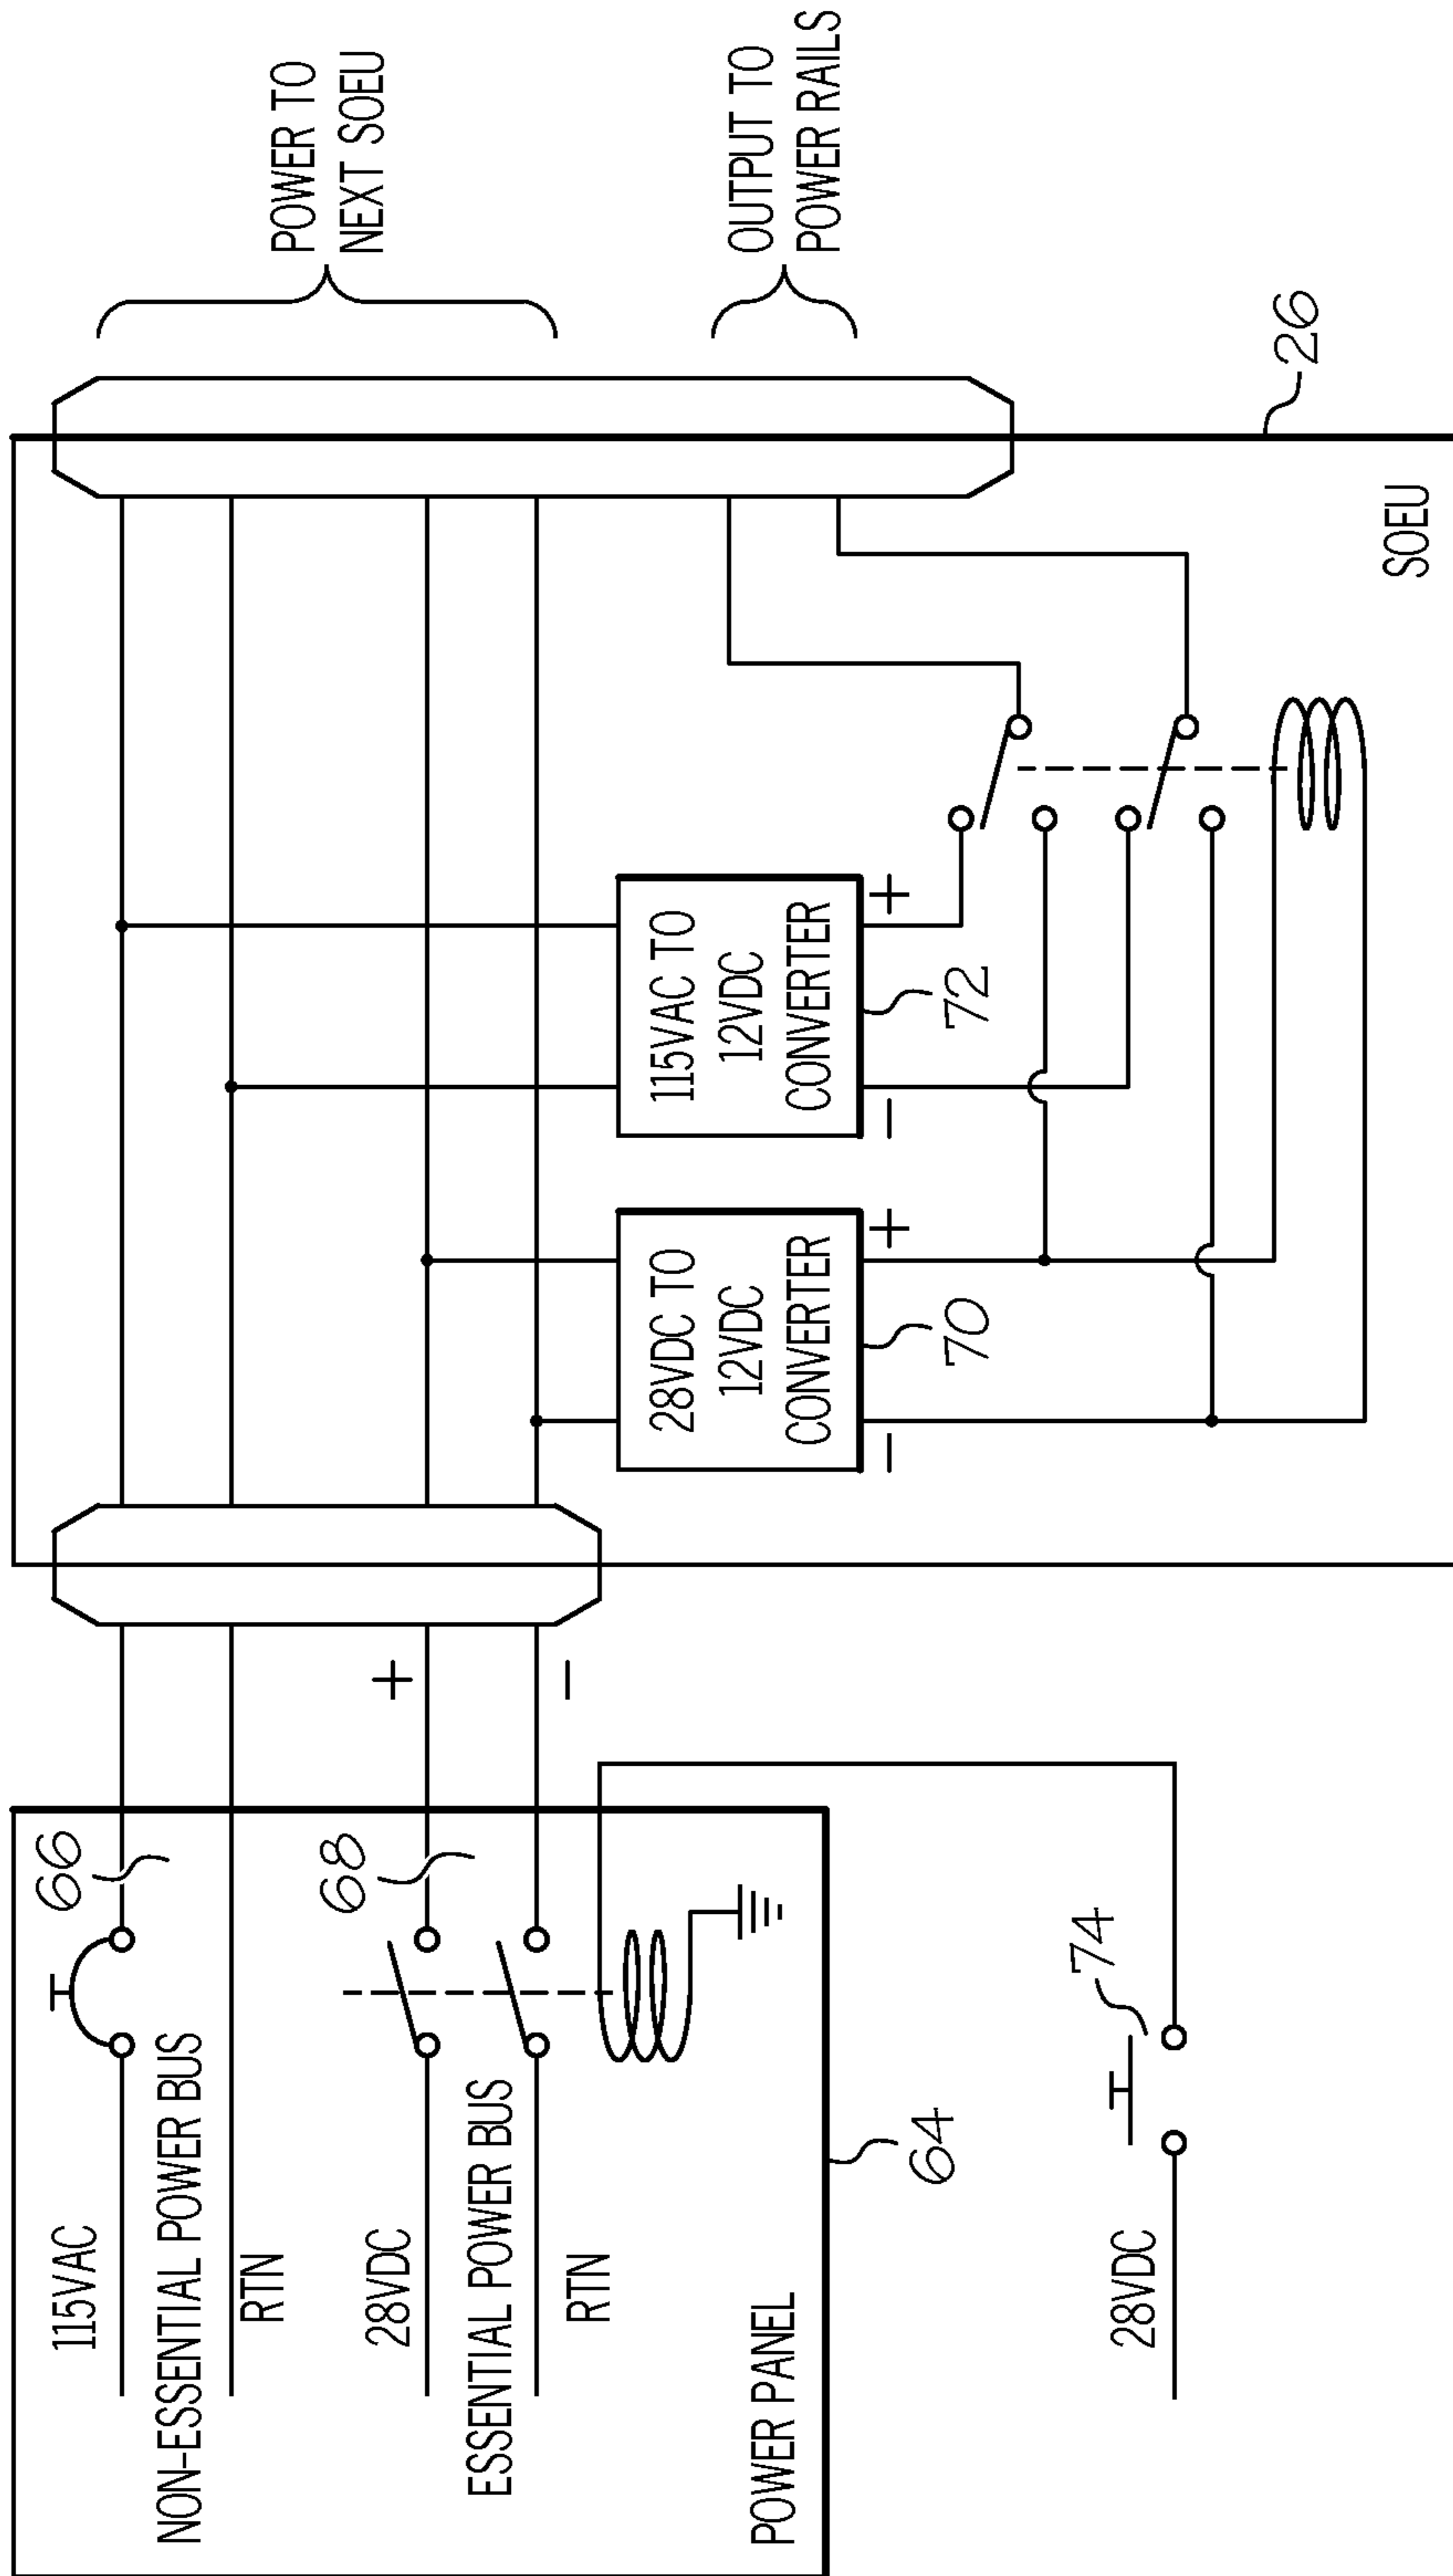 115VAC
NON-ESSENTIAL POWER BUS
RTN
66
28VDC
ESSENTIAL POWER BUS
RTN
68
POWER PANEL
64
28VDC
74
+
–
28VDC TO
12VDC
CONVERTER
–
+
70
115VAC TO
12VDC
CONVERTER
–
+
72
SOEU
26
POWER TO
NEXT SOEU
OUTPUT TO
POWER RAILS